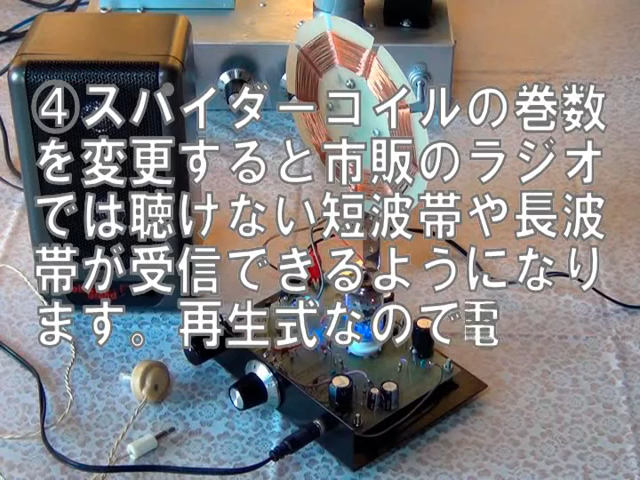 ④スパイダーコイルの巻数
を変更すると市販のラジオ
では聴けない短波帯や長波
帯が受信できるようになり
ます。再生式なので電